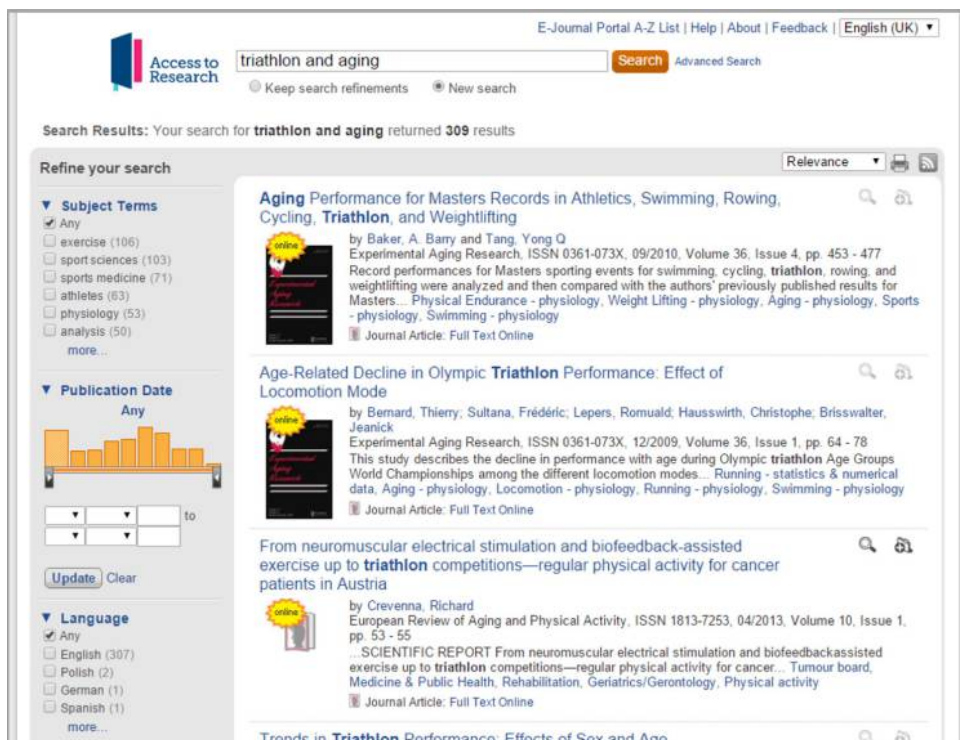 E-Journal Portal A-Z List | Help | About | Feedback | English (UK)
Access to
Research
triathlon and aging
Search
Advanced Search
Keep search refinements
New search
Search Results: Your search for triathlon and aging returned 309 results
Refine your search
Relevance
Subject Terms
Any
exercise (106)
sport sciences (103)
sports medicine (71)
athletes (63)
physiology (53)
analysis (50)
more...
Publication Date
Any
to
Update Clear
Language
Any
English (307)
Polish (2)
German (1)
Spanish (1)
more...
Aging Performance for Masters Records in Athletics, Swimming, Rowing,
Cycling, Triathlon, and Weightlifting
online
Experimental
Aging
Research
by Baker, A. Barry and Tang, Yong Q
Experimental Aging Research, ISSN 0361-073X, 09/2010, Volume 36, Issue 4, pp. 453 - 477
Record performances for Masters sporting events for swimming, cycling, triathlon, rowing, and
weightlifting were analyzed and then compared with the authors' previously published results for
Masters... Physical Endurance - physiology, Weight Lifting - physiology, Aging - physiology, Sports
- physiology, Swimming - physiology
Journal Article: Full Text Online
Age-Related Decline in Olympic Triathlon Performance: Effect of
Locomotion Mode
online
Experimental
Aging
Research
by Bernard, Thierry; Sultana, Frédéric; Lepers, Romuald; Hausswirth, Christophe; Brisswalter,
Jeanick
Experimental Aging Research, ISSN 0361-073X, 12/2009, Volume 36, Issue 1, pp. 64 - 78
This study describes the decline in performance with age during Olympic triathlon Age Groups
World Championships among the different locomotion modes... Running - statistics & numerical
data, Aging - physiology, Locomotion - physiology, Running - physiology, Swimming - physiology
Journal Article: Full Text Online
From neuromuscular electrical stimulation and biofeedback-assisted
exercise up to triathlon competitions—regular physical activity for cancer
patients in Austria
online
by Crevenna, Richard
European Review of Aging and Physical Activity, ISSN 1813-7253, 04/2013, Volume 10, Issue 1,
pp. 53 - 55
...SCIENTIFIC REPORT From neuromuscular electrical stimulation and biofeedbackassisted
exercise up to triathlon competitions—regular physical activity for cancer... Tumour board,
Medicine & Public Health, Rehabilitation, Geriatrics/Gerontology, Physical activity
Journal Article: Full Text Online
Trends in Triathlon Performance: Effects of Sex and Age